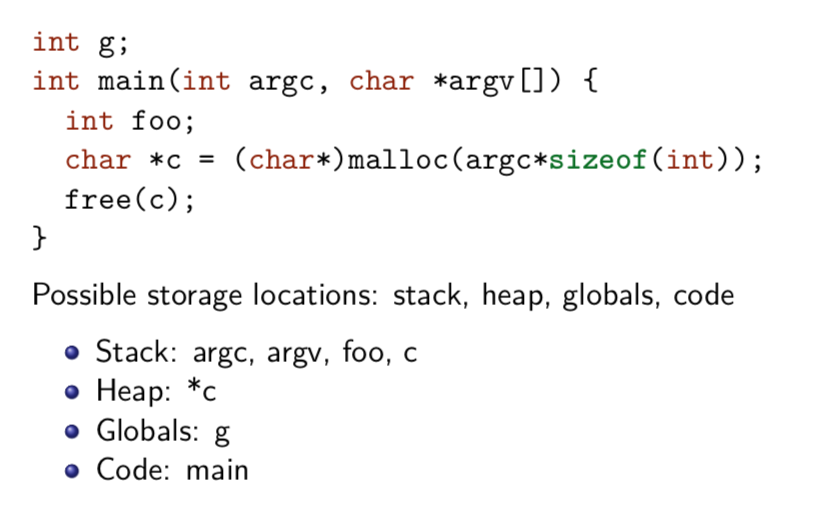 int g;
int main(int argc, char *argv[]) {
int foo;
char *c = (char*)malloc(argc*sizeof(int));
free(c);
}
Possible storage locations: stack, heap, globals, code
Stack: argc, argv, foo, c
Heap: *c
Globals: g
Code: main